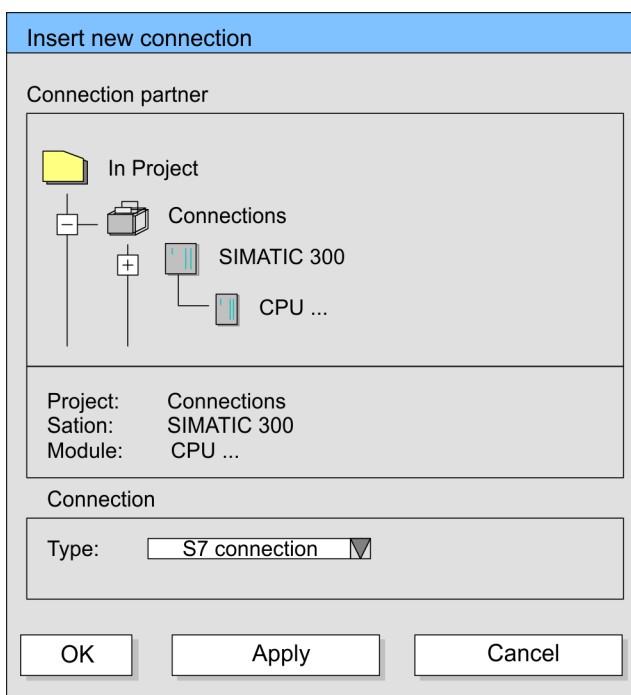 Insert new connection
Connection partner
In Project
Connections
SIMATIC 300
CPU ...
Project: Connections
Sation: SIMATIC 300
Module: CPU ...
Connection
Type: S7 connection
OK Apply Cancel